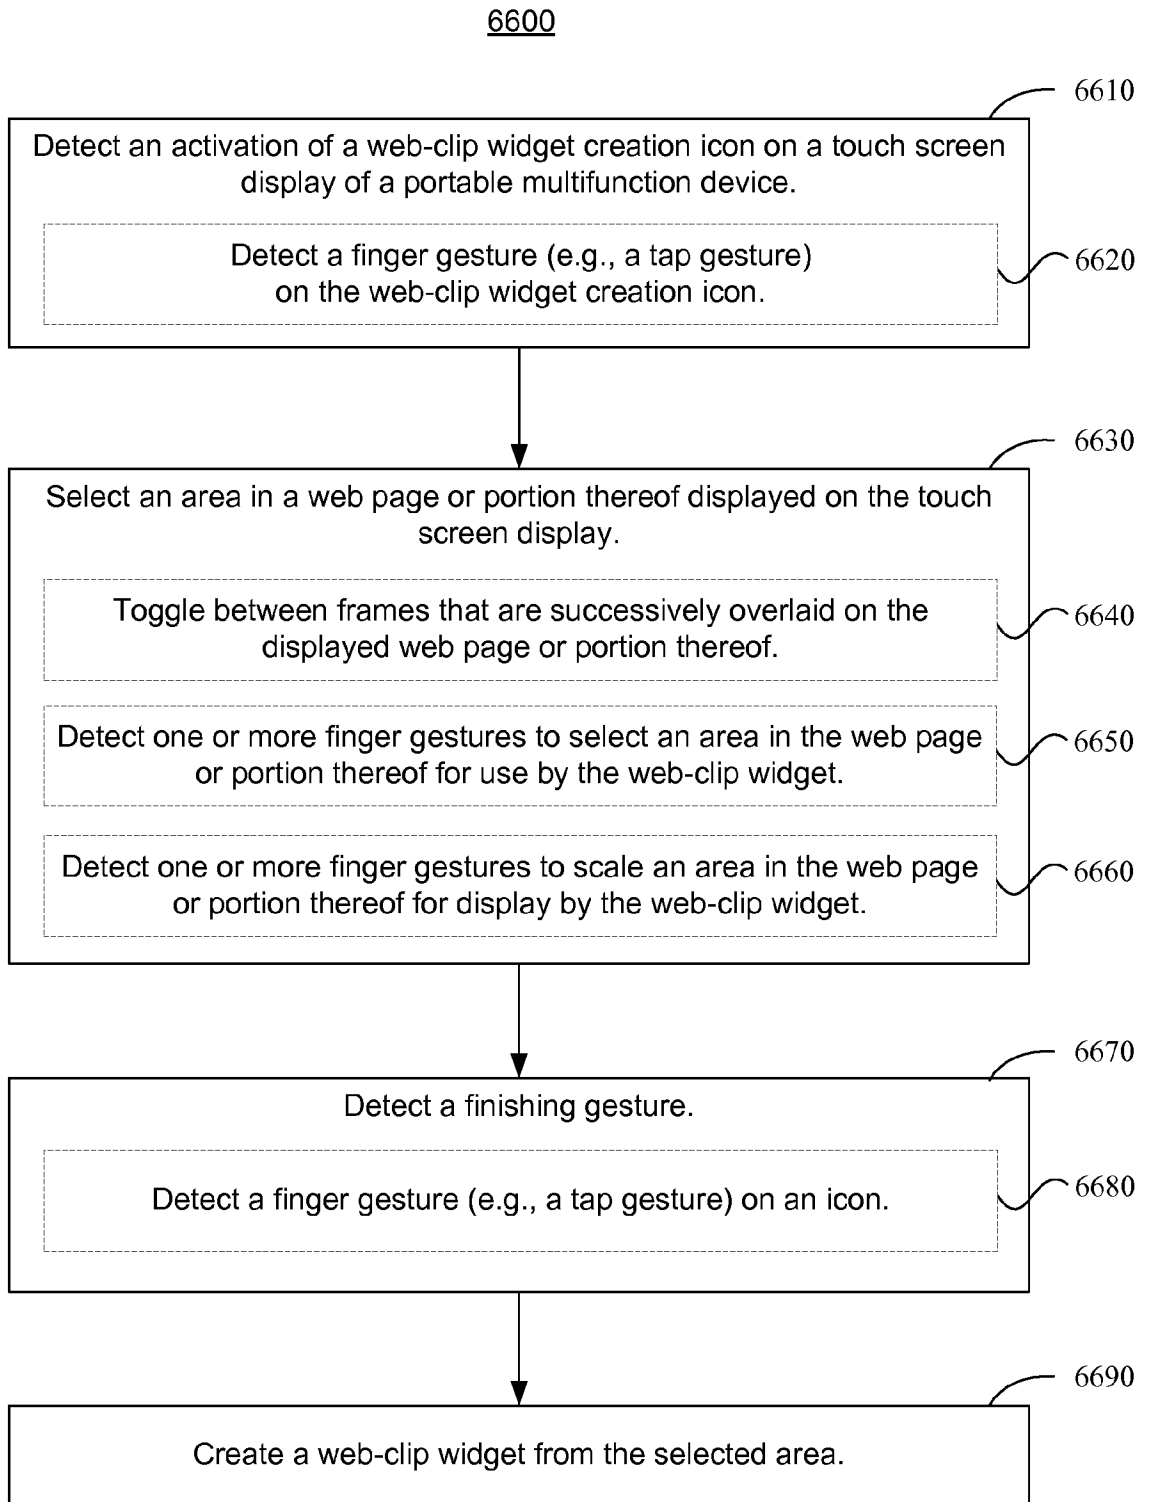 6600
6610
Detect an activation of a web-clip widget creation icon on a touch screen
display of a portable multifunction device.
Detect a finger gesture (e.g., a tap gesture)
on the web-clip widget creation icon.
6620
6630
Select an area in a web page or portion thereof displayed on the touch
screen display.
Toggle between frames that are successively overlaid on the
displayed web page or portion thereof.
6640
Detect one or more finger gestures to select an area in the web page
or portion thereof for use by the web-clip widget.
6650
Detect one or more finger gestures to scale an area in the web page
or portion thereof for display by the web-clip widget.
6660
6670
Detect a finishing gesture.
Detect a finger gesture (e.g., a tap gesture) on an icon.
6680
6690
Create a web-clip widget from the selected area.